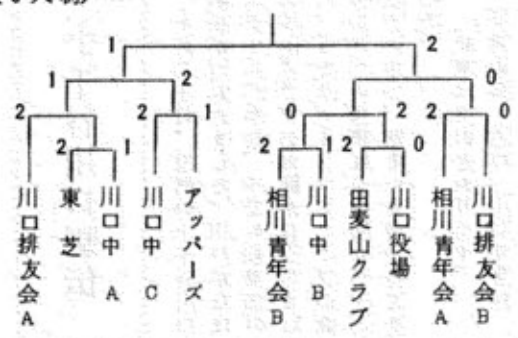 1 2
1 2 0
2 2 1 0 2 2 0
2 1 2 1 2 0
川口排友会A
東芝
川口中A
川口中C
アッパーズ
相川青年会B
川口中B
田麦山クラブ
川口役場
相川青年会A
川口排友会B